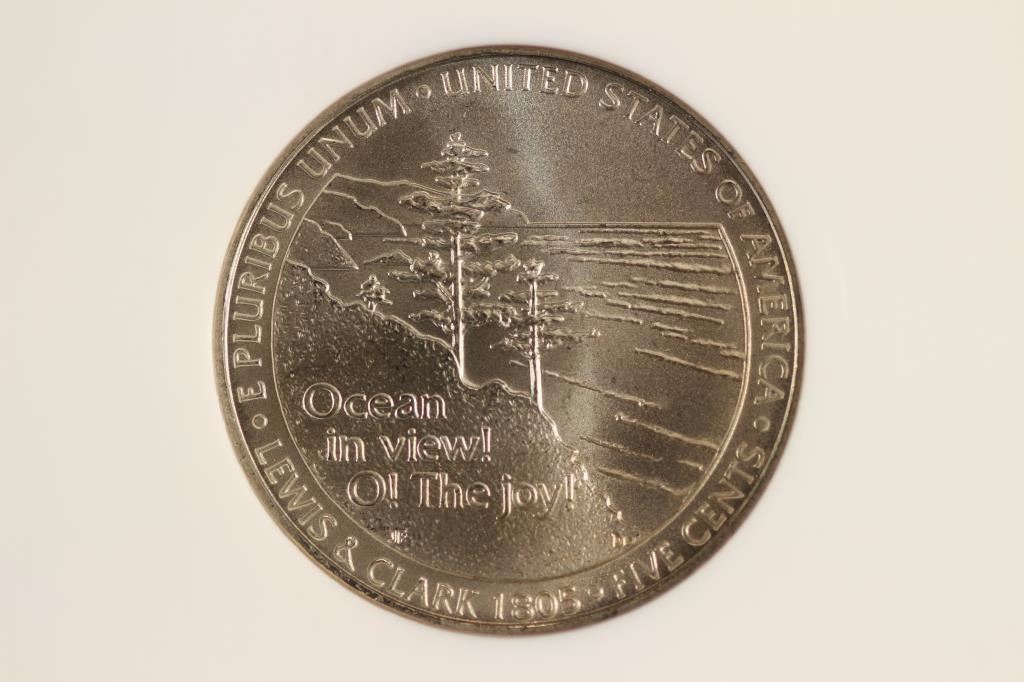 E PLURIBUS UNUM • UNITED STATES OF AMERICA •
LEWIS & CLARK 1805 • FIVE CENTS
Ocean
in view!
O! The joy!